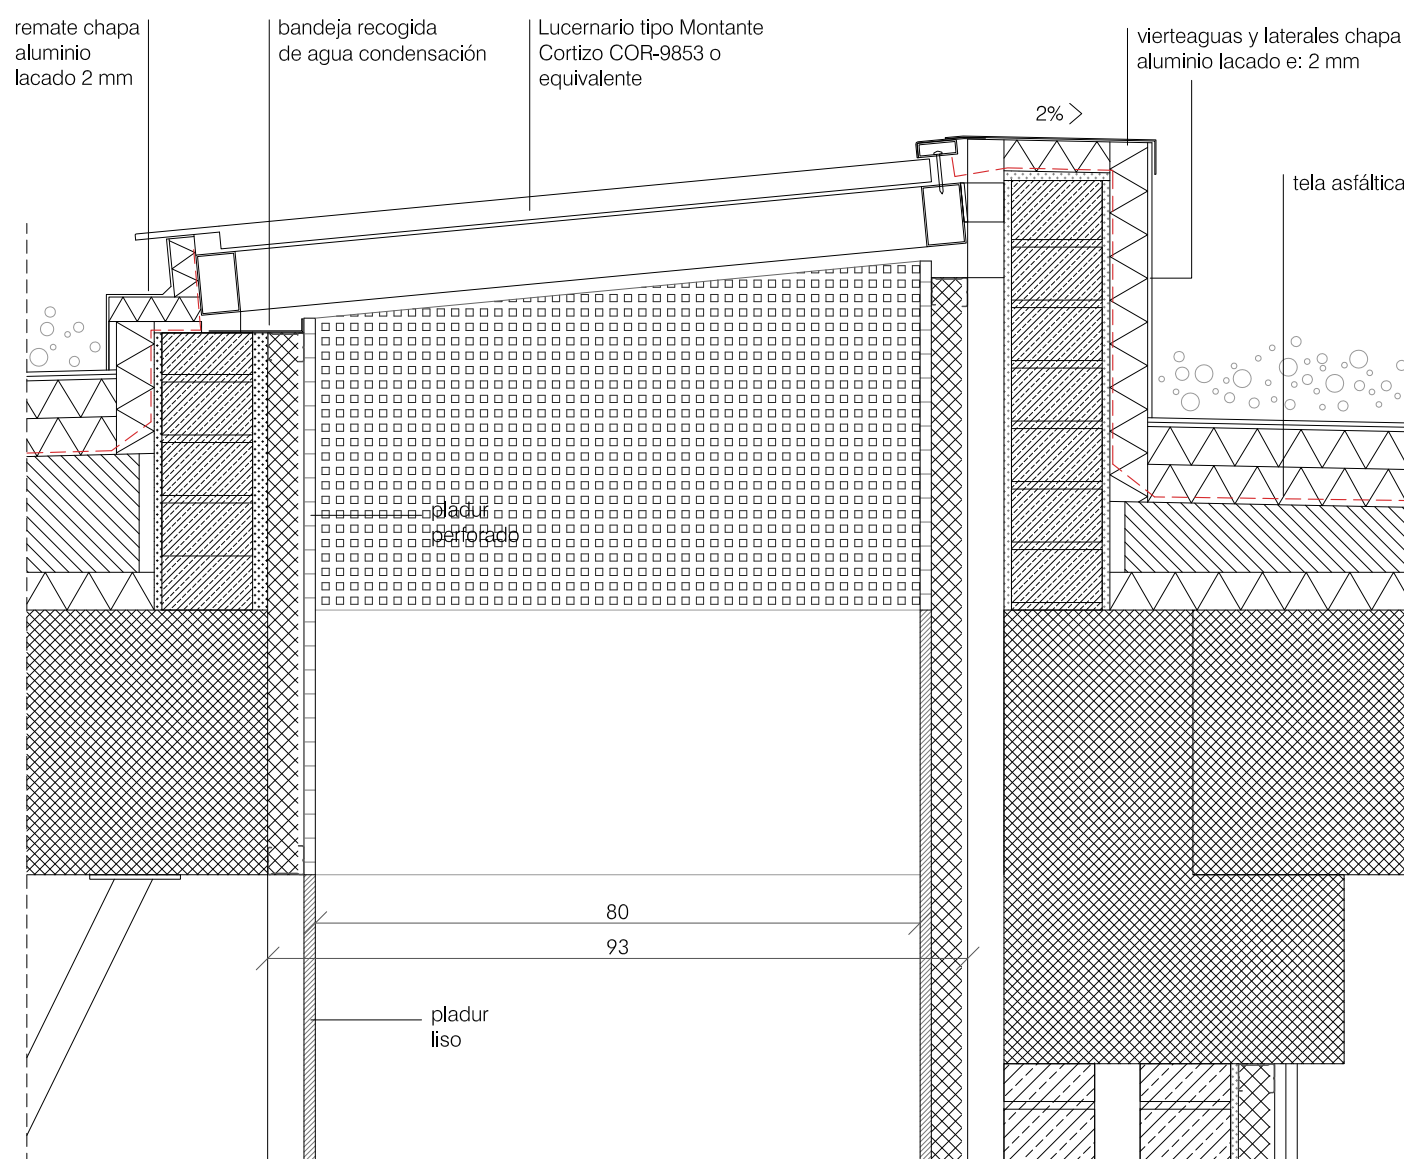 remate chapa
aluminio
lacado 2 mm
bandeja recogida
de agua condensación
Lucernario tipo Montante
Cortizo COR-9853 o
equivalente
vierteaguas y laterales chapa
aluminio lacado e: 2 mm
2% >
tela asfáltica
pladur
perforado
80
93
pladur
liso